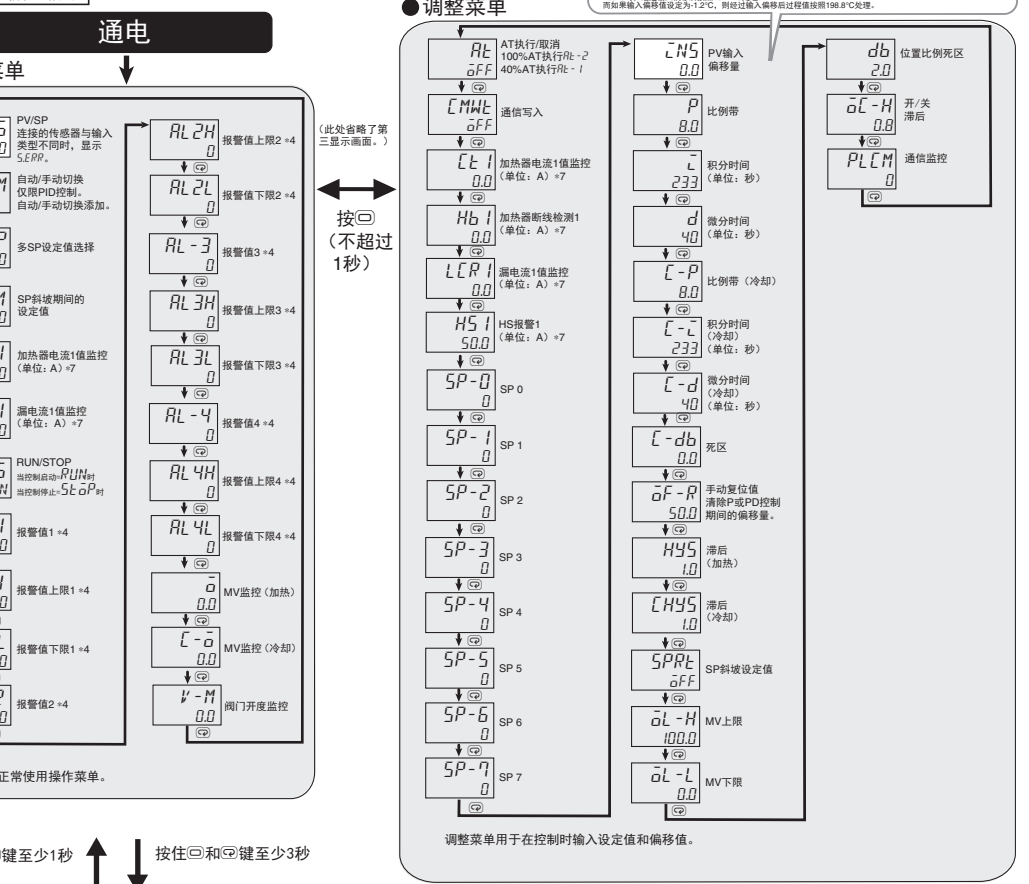 通电
菜单
PV/SP
连接的传感器与输入
类型不同时，显示
S.ERR。
自动/手动切换
仅限PID控制。
自动/手动切换添加。
多SP设定值选择
SP斜坡期间的
设定值
加热器电流1值监控
（单位：A）*7
漏电流1值监控
（单位：A）*7
RUN/STOP
当控制启动=RUN时
当控制停止=StoP时
报警值1 *4
报警值上限1 *4
报警值下限1 *4
报警值2 *4
AL2H
0
报警值上限2 *4
AL2L
0
报警值下限2 *4
AL-3
0
报警值3 *4
AL3H
0
报警值上限3 *4
AL3L
0
报警值下限3 *4
AL-4
0
报警值4 *4
AL4H
0
报警值上限4 *4
AL4L
0
报警值下限4 *4
o
0.0
MV监控（加热）
C-o
0.0
MV监控（冷却）
V-M
0.0
阀门开度监控
正常使用操作菜单。
键至少1秒
按住和键至少3秒
（此处省略了第
三显示画面。）
按
（不超过
1秒）
●调整菜单
而如果输入偏移值设定为-1.2°C，则经过输入偏移后过程值按照198.8°C处理。
At
oFF
AT执行/取消
100%AT执行At-2
40%AT执行At-1
CMWt
oFF
通信写入
Ct1
0.0
加热器电流1值监控
（单位：A）*7
Hb1
0.0
加热器断线检测1
（单位：A）*7
LCR1
0.0
漏电流1值监控
（单位：A）*7
HS1
50.0
HS报警1
（单位：A）*7
SP-0
0
SP 0
SP-1
0
SP 1
SP-2
0
SP 2
SP-3
0
SP 3
SP-4
0
SP 4
SP-5
0
SP 5
SP-6
0
SP 6
SP-7
0
SP 7
iNS
0.0
PV输入
偏移量
P
8.0
比例带
i
233
积分时间
（单位：秒）
d
40
微分时间
（单位：秒）
C-P
8.0
比例带（冷却）
C-i
233
积分时间
（冷却）
（单位：秒）
C-d
40
微分时间
（冷却）
（单位：秒）
C-db
0.0
死区
oF-R
50.0
手动复位值
清除P或PD控制
期间的偏移量。
HYS
1.0
滞后
（加热）
CHYS
1.0
滞后
（冷却）
SPRt
oFF
SP斜坡设定值
oL-H
100.0
MV上限
oL-L
0.0
MV下限
db
2.0
位置比例死区
oC-H
0.8
开/关
滞后
PLCM
0
通信监控
调整菜单用于在控制时输入设定值和偏移值。